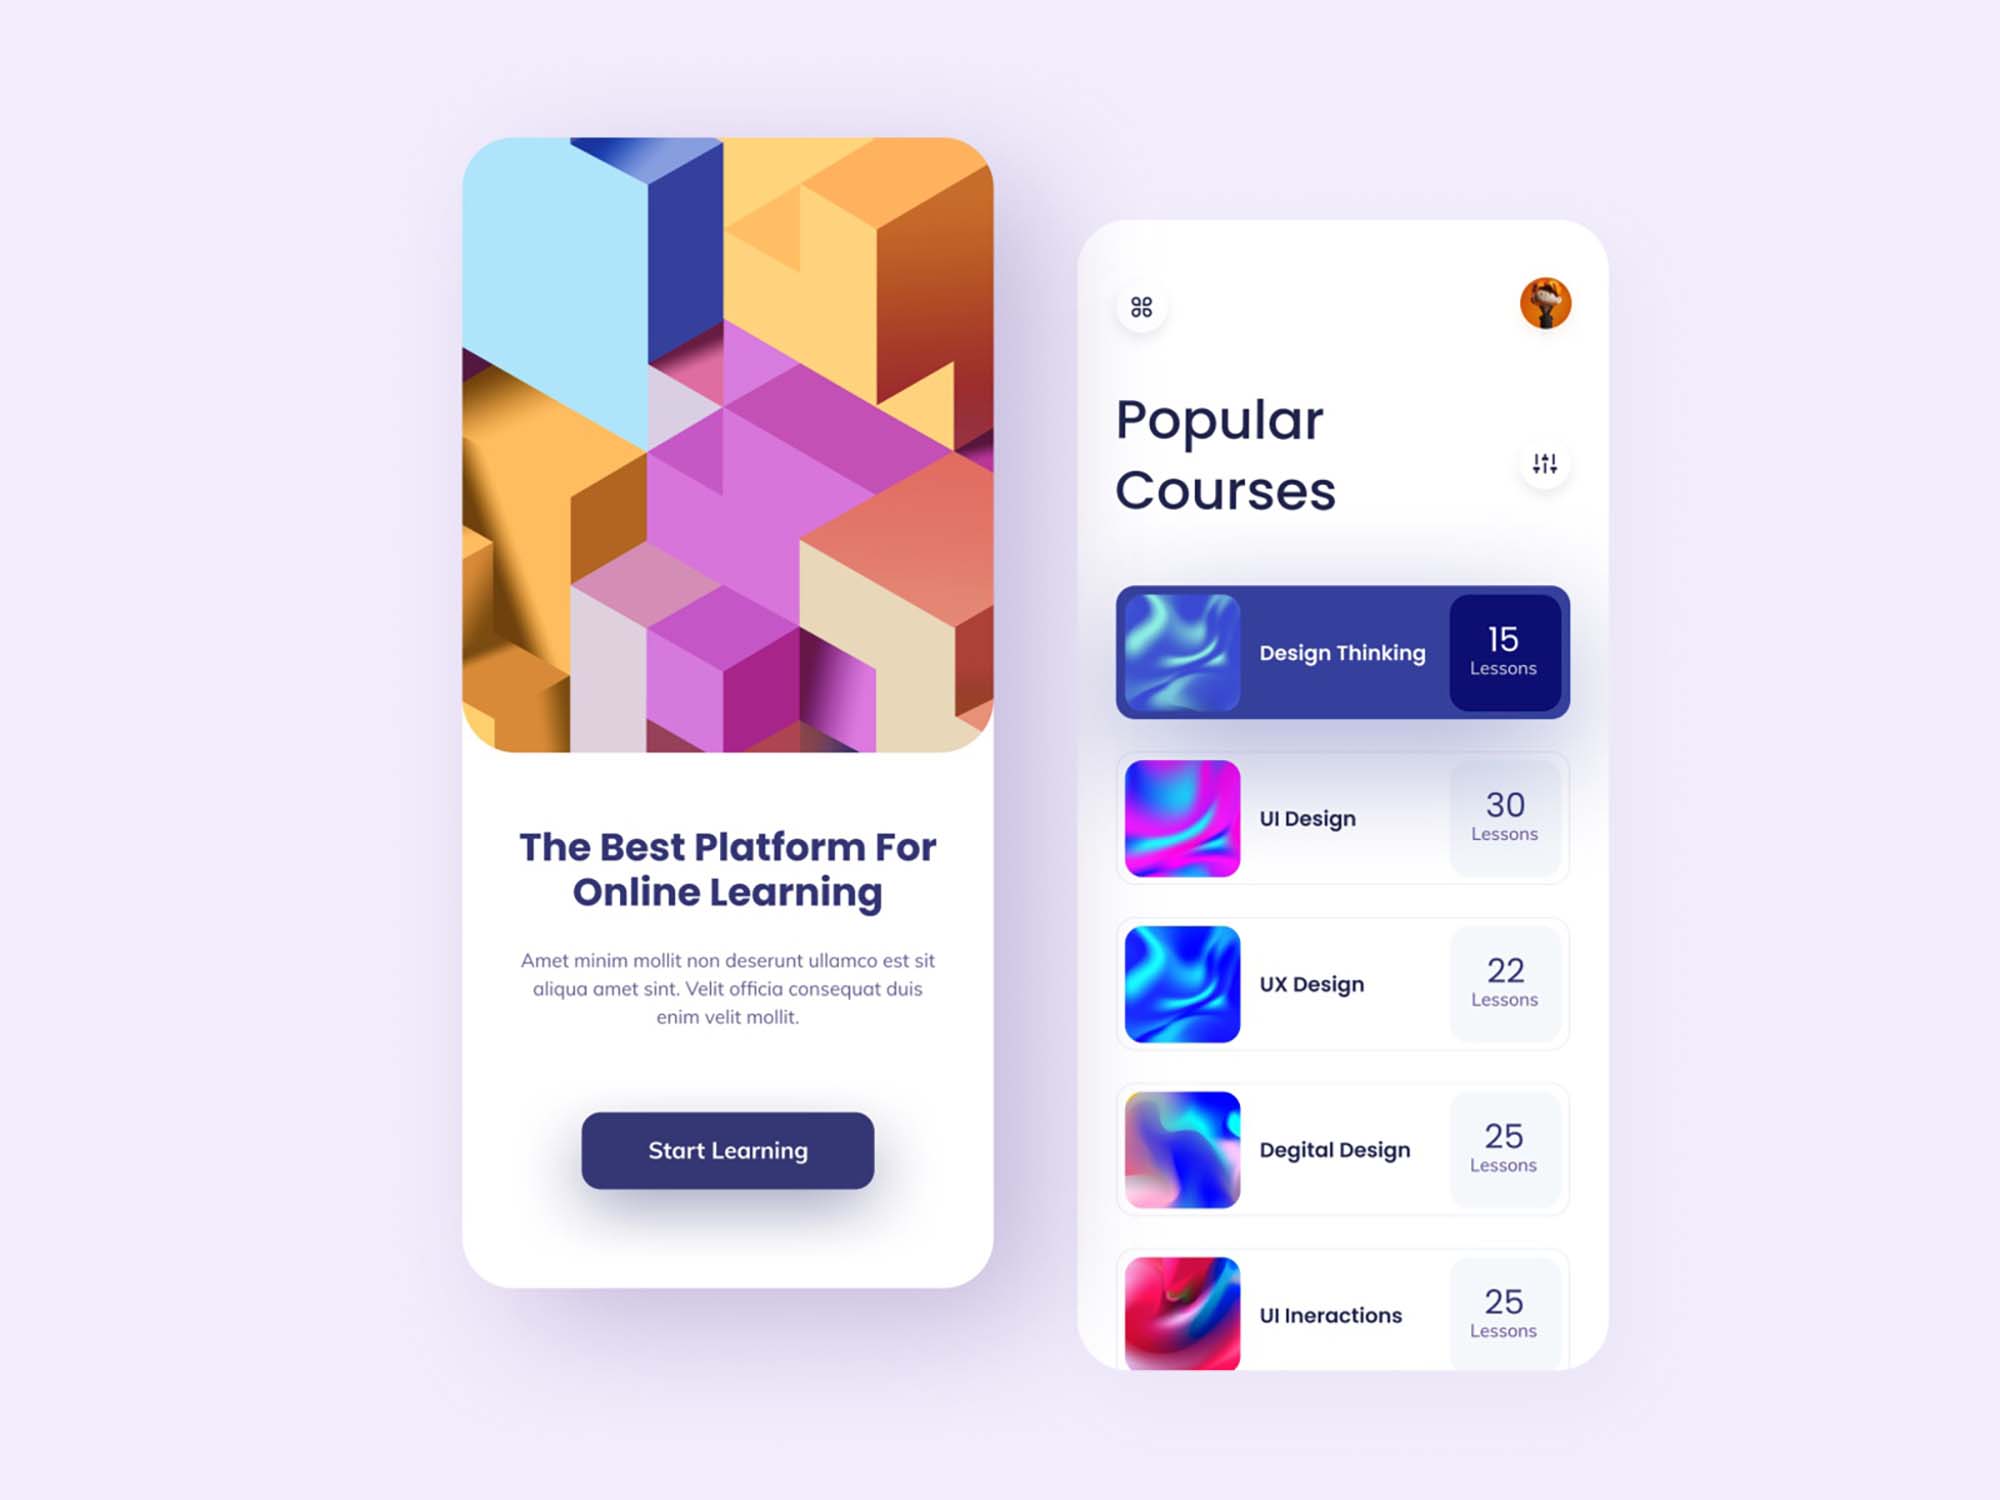 The Best Platform For
Online Learning
Amet minim mollit non deserunt ullamco est sit
aliqua amet sint. Velit officia consequat duis
enim velit mollit.
Start Learning
Popular
Courses
Design Thinking
15
Lessons
UI Design
30
Lessons
UX Design
22
Lessons
Degital Design
25
Lessons
UI Ineractions
25
Lessons